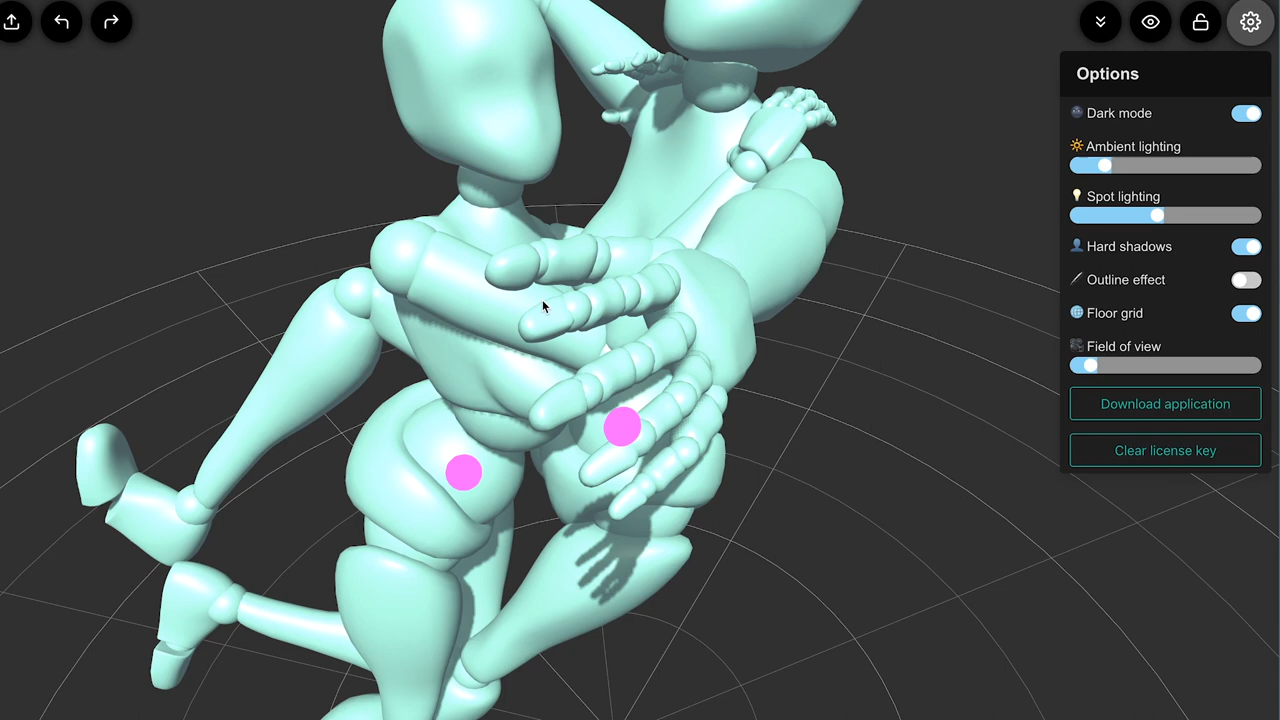 Options
Dark mode
Ambient lighting
Spot lighting
Hard shadows
Outline effect
Floor grid
Field of view
Download application
Clear license key